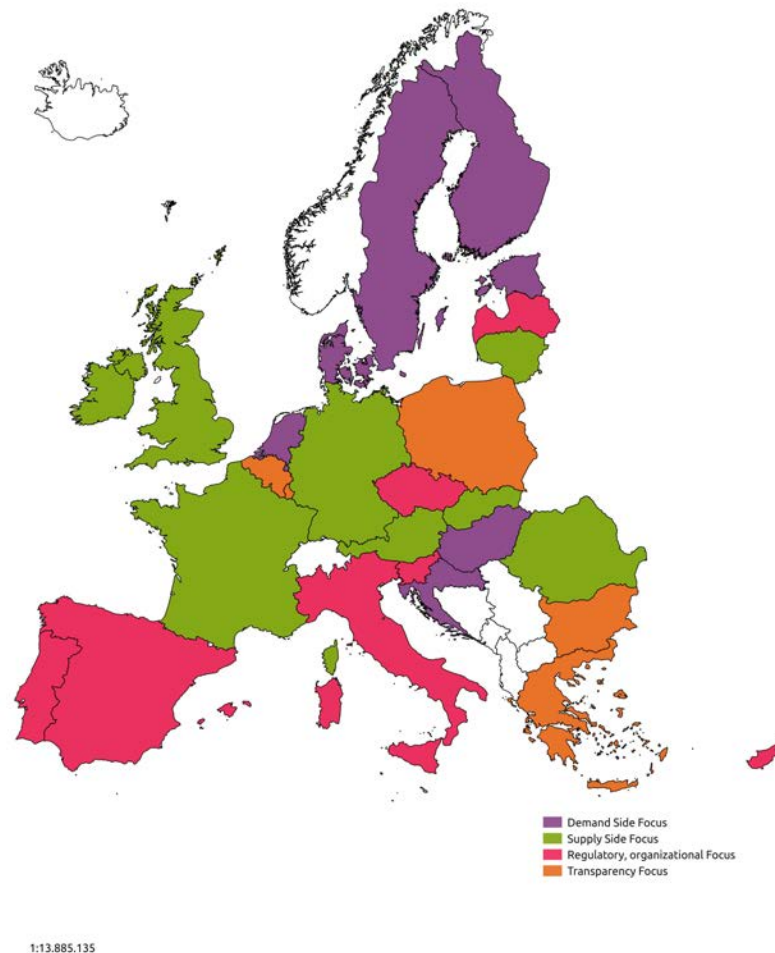 Demand Side Focus
Supply Side Focus
Regulatory, organizational Focus
Transparency Focus
1:13.885.135